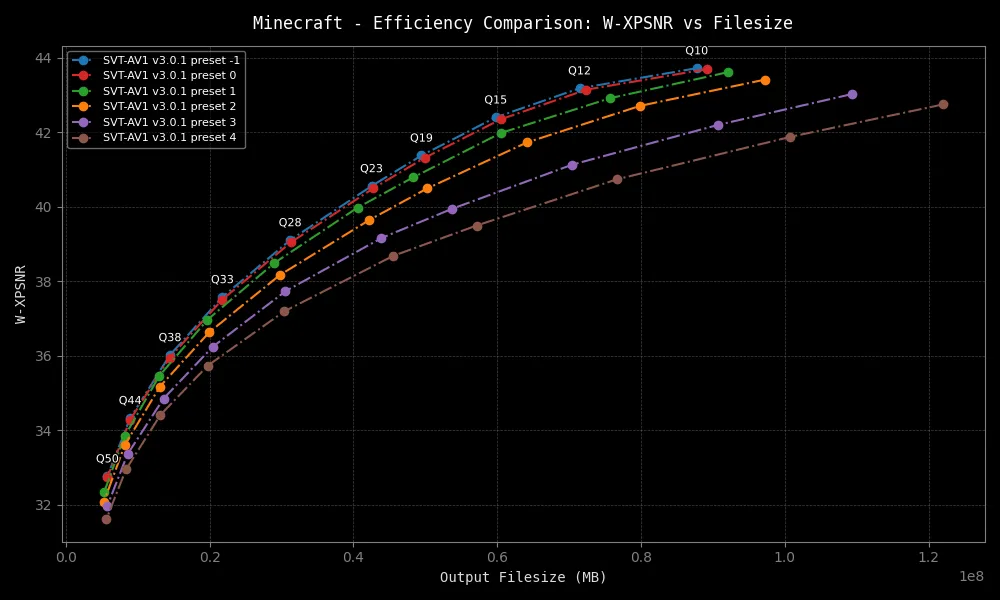 Minecraft - Efficiency Comparison: W-XPSNR vs Filesize
SVT-AV1 v3.0.1 preset -1
SVT-AV1 v3.0.1 preset 0
SVT-AV1 v3.0.1 preset 1
SVT-AV1 v3.0.1 preset 2
SVT-AV1 v3.0.1 preset 3
SVT-AV1 v3.0.1 preset 4
Q10
Q12
Q15
Q19
Q23
Q28
Q33
Q38
Q44
Q50
44
42
40
38
36
34
32
W-XPSNR
0.0 0.2 0.4 0.6 0.8 1.0 1.2
1e8
Output Filesize (MB)